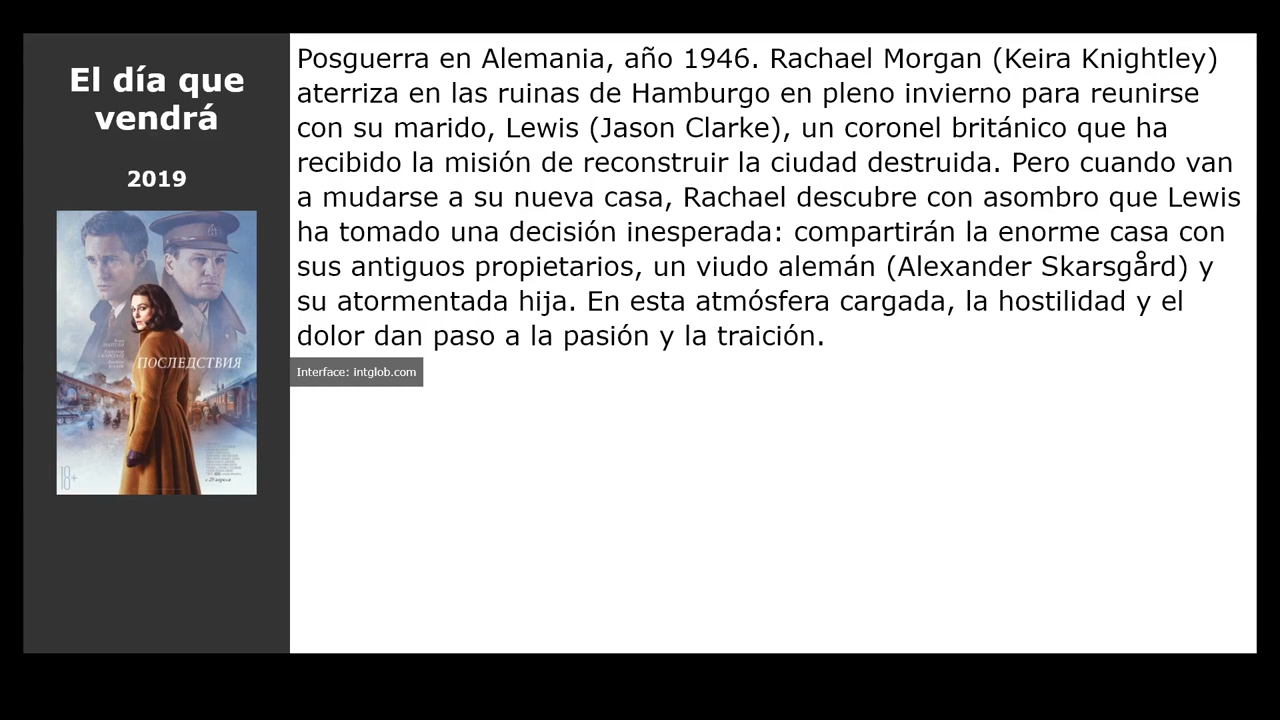 El día que
vendrá
2019
ПОСЛЕДСТВИЯ
18+
Posguerra en Alemania, año 1946. Rachael Morgan (Keira Knightley)
aterriza en las ruinas de Hamburgo en pleno invierno para reunirse
con su marido, Lewis (Jason Clarke), un coronel británico que ha
recibido la misión de reconstruir la ciudad destruida. Pero cuando van
a mudarse a su nueva casa, Rachael descubre con asombro que Lewis
ha tomado una decisión inesperada: compartirán la enorme casa con
sus antiguos propietarios, un viudo alemán (Alexander Skarsgård) y
su atormentada hija. En esta atmósfera cargada, la hostilidad y el
dolor dan paso a la pasión y la traición.
Interface: intglob.com